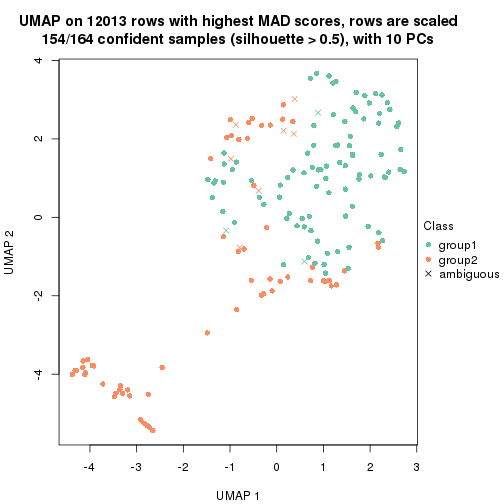 UMAP on 12013 rows with highest MAD scores, rows are scaled
154/164 confident samples (silhouette > 0.5), with 10 PCs
4
2
0
-2
-4
UMAP 2
-4
-3
-2
-1
0
1
2
3
UMAP 1
Class
group1
group2
ambiguous